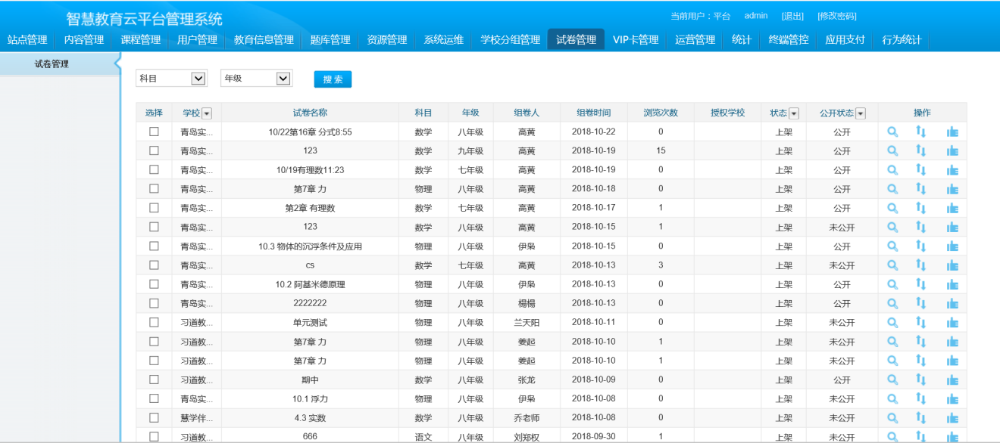 智慧教育云平台管理系统
当前用户：平台 admin [退出] [修改密码]
站点管理 内容管理 课程管理 用户管理 教育信息管理 题库管理 资源管理 系统运维 学校分组管理 试卷管理 VIP卡管理 运营管理 统计 终端管控 应用支付 行为统计
试卷管理
科目 年级 搜 索
选择 学校 试卷名称 科目 年级 组卷人 组卷时间 浏览次数 授权学校 状态 公开状态 操作
青岛实... 10/22第16章 分式8:55 数学 八年级 高黄 2018-10-22 0 上架 公开
青岛实... 123 数学 九年级 高黄 2018-10-19 15 上架 公开
青岛实... 10/19有理数11:23 数学 七年级 高黄 2018-10-19 0 上架 公开
青岛实... 第7章 力 物理 八年级 高黄 2018-10-18 0 上架 公开
青岛实... 第2章 有理数 数学 七年级 高黄 2018-10-17 1 上架 公开
青岛实... 123 数学 八年级 高黄 2018-10-15 1 上架 未公开
青岛实... 10.3 物体的沉浮条件及应用 物理 八年级 伊枭 2018-10-15 0 上架 公开
青岛实... cs 数学 七年级 高黄 2018-10-13 3 上架 未公开
青岛实... 10.2 阿基米德原理 物理 八年级 伊枭 2018-10-13 0 上架 公开
青岛实... 2222222 物理 八年级 楊楊 2018-10-13 0 上架 公开
习道教... 单元测试 物理 八年级 兰天阳 2018-10-11 0 上架 未公开
习道教... 第7章 力 物理 八年级 姜起 2018-10-10 1 上架 未公开
习道教... 第7章 力 物理 八年级 姜起 2018-10-10 1 上架 未公开
习道教... 期中 数学 八年级 张龙 2018-10-09 0 上架 公开
青岛实... 10.1 浮力 物理 八年级 伊枭 2018-10-08 0 上架 未公开
慧学伴... 4.3 实数 数学 八年级 乔老师 2018-10-08 0 上架 未公开
习道教... 666 语文 八年级 刘郑权 2018-09-30 1 上架 未公开